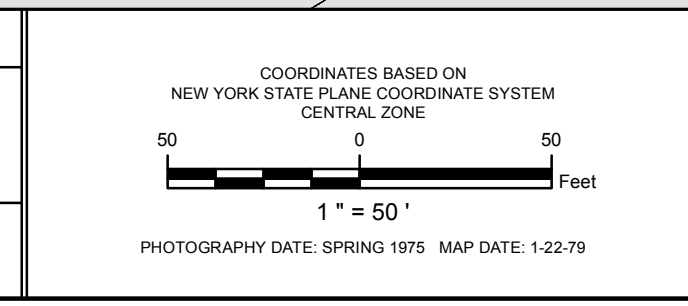 COORDINATES BASED ON
NEW YORK STATE PLANE COORDINATE SYSTEM
CENTRAL ZONE
50 0 50
Feet
1 " = 50 '
PHOTOGRAPHY DATE: SPRING 1975 MAP DATE: 1-22-79